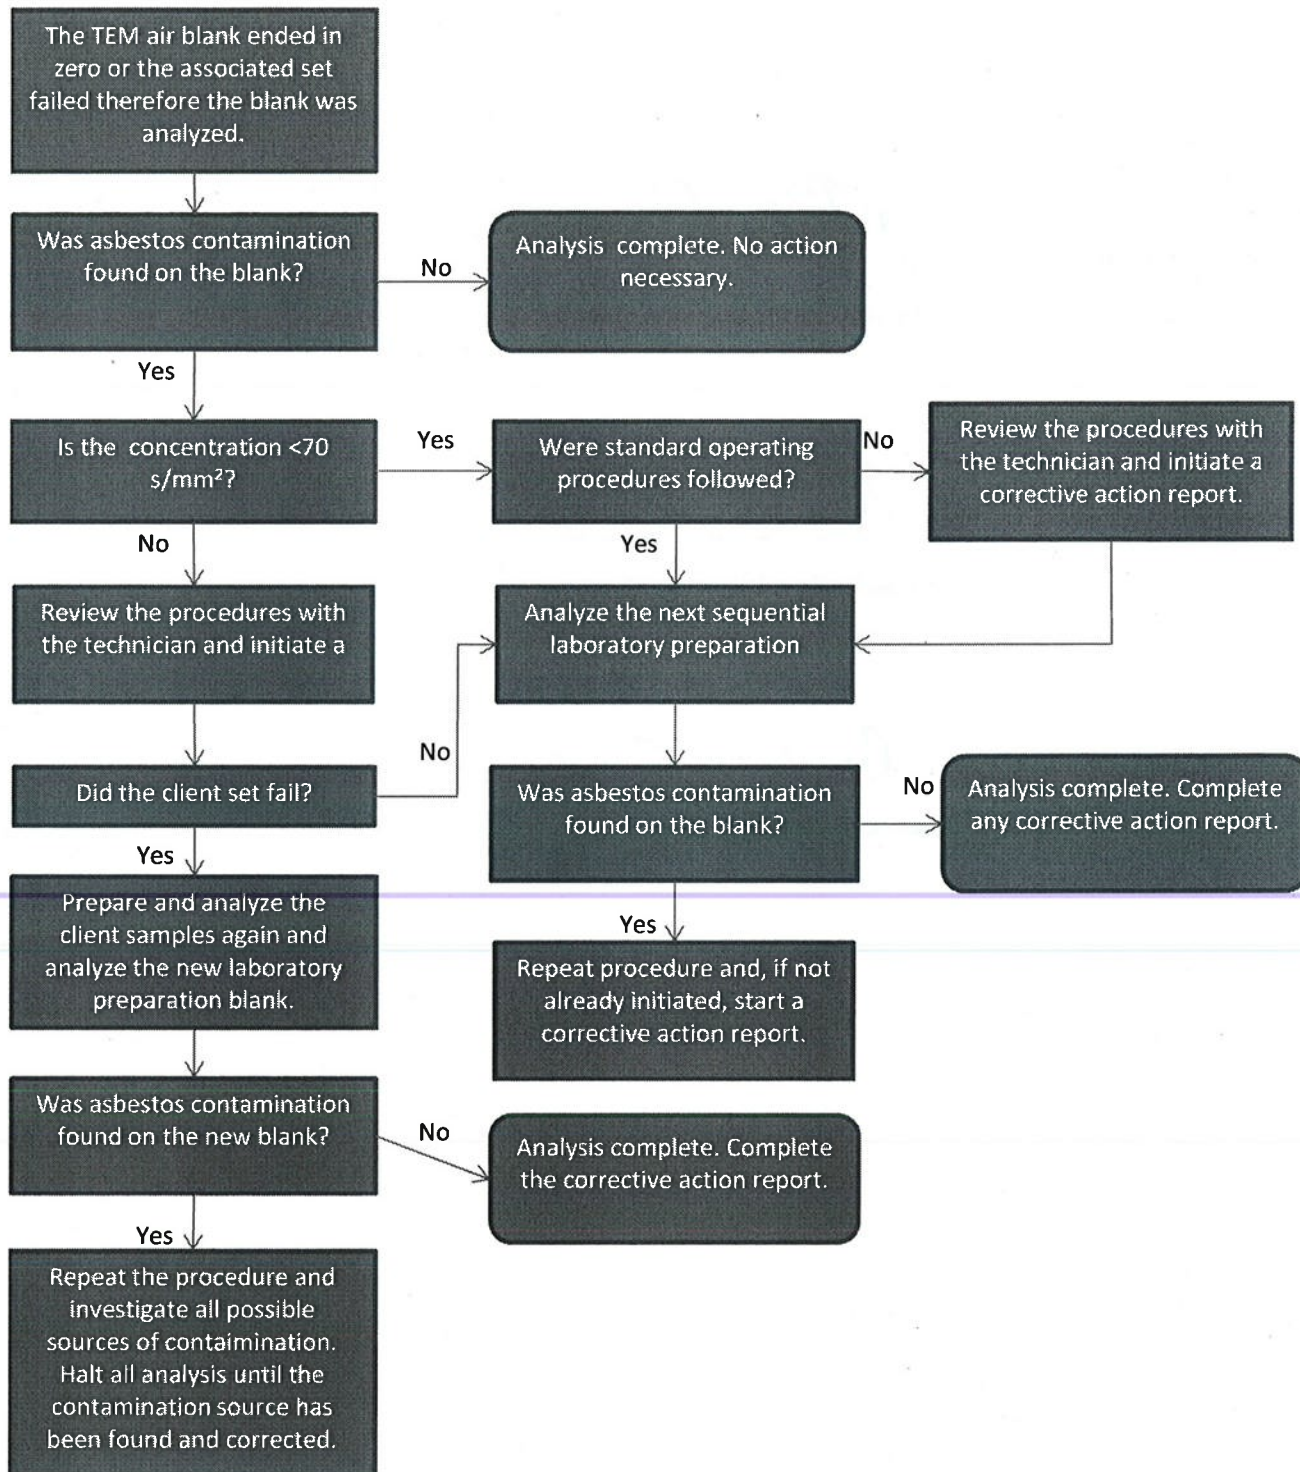 The TEM air blank ended in
zero or the associated set
failed therefore the blank was
analyzed.
Was asbestos contamination
found on the blank?
No
Analysis complete. No action
necessary.
Yes
Is the concentration <70
s/mm²?
Yes
Were standard operating
procedures followed?
No
Review the procedures with
the technician and initiate a
corrective action report.
No
Yes
Review the procedures with
the technician and initiate a
Analyze the next sequential
laboratory preparation
Did the client set fail?
No
Was asbestos contamination
found on the blank?
No
Analysis complete. Complete
any corrective action report.
Yes
Prepare and analyze the
client samples again and
analyze the new laboratory
preparation blank.
Yes
Repeat procedure and, if not
already initiated, start a
corrective action report.
Was asbestos contamination
found on the new blank?
No
Analysis complete. Complete
the corrective action report.
Yes
Repeat the procedure and
investigate all possible
sources of contaimination.
Halt all analysis until the
contamination source has
been found and corrected.